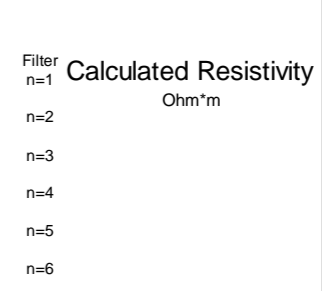 Filter
n=1
Calculated Resistivity
Ohm*m
n=2
n=3
n=4
n=5
n=6